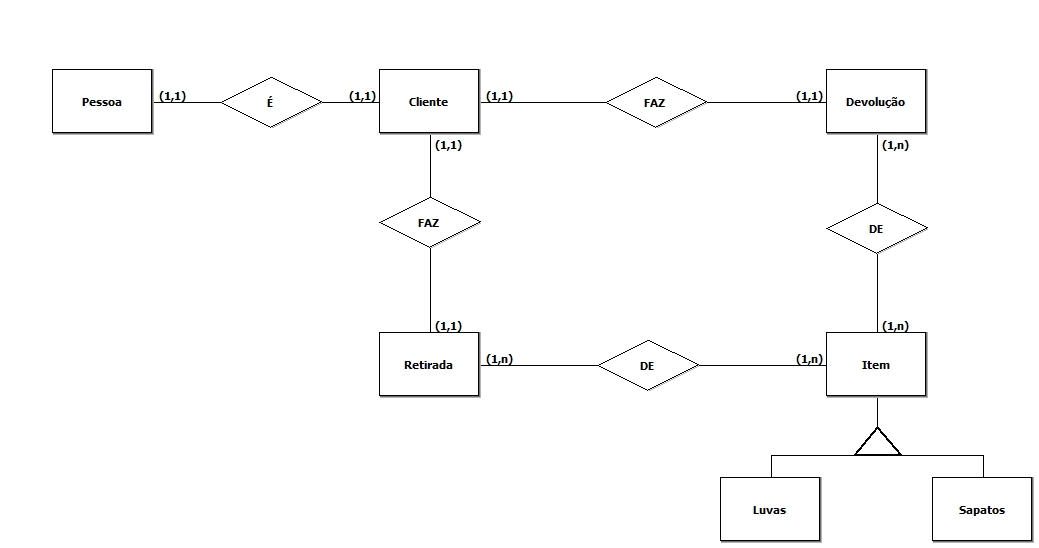 Pessoa
(1,1)
É
(1,1)
Cliente
(1,1)
FAZ
(1,1)
Devolução
(1,1)
(1,n)
FAZ
DE
(1,1)
(1,n)
Retirada
(1,n)
DE
(1,n)
Item
Luvas
Sapatos